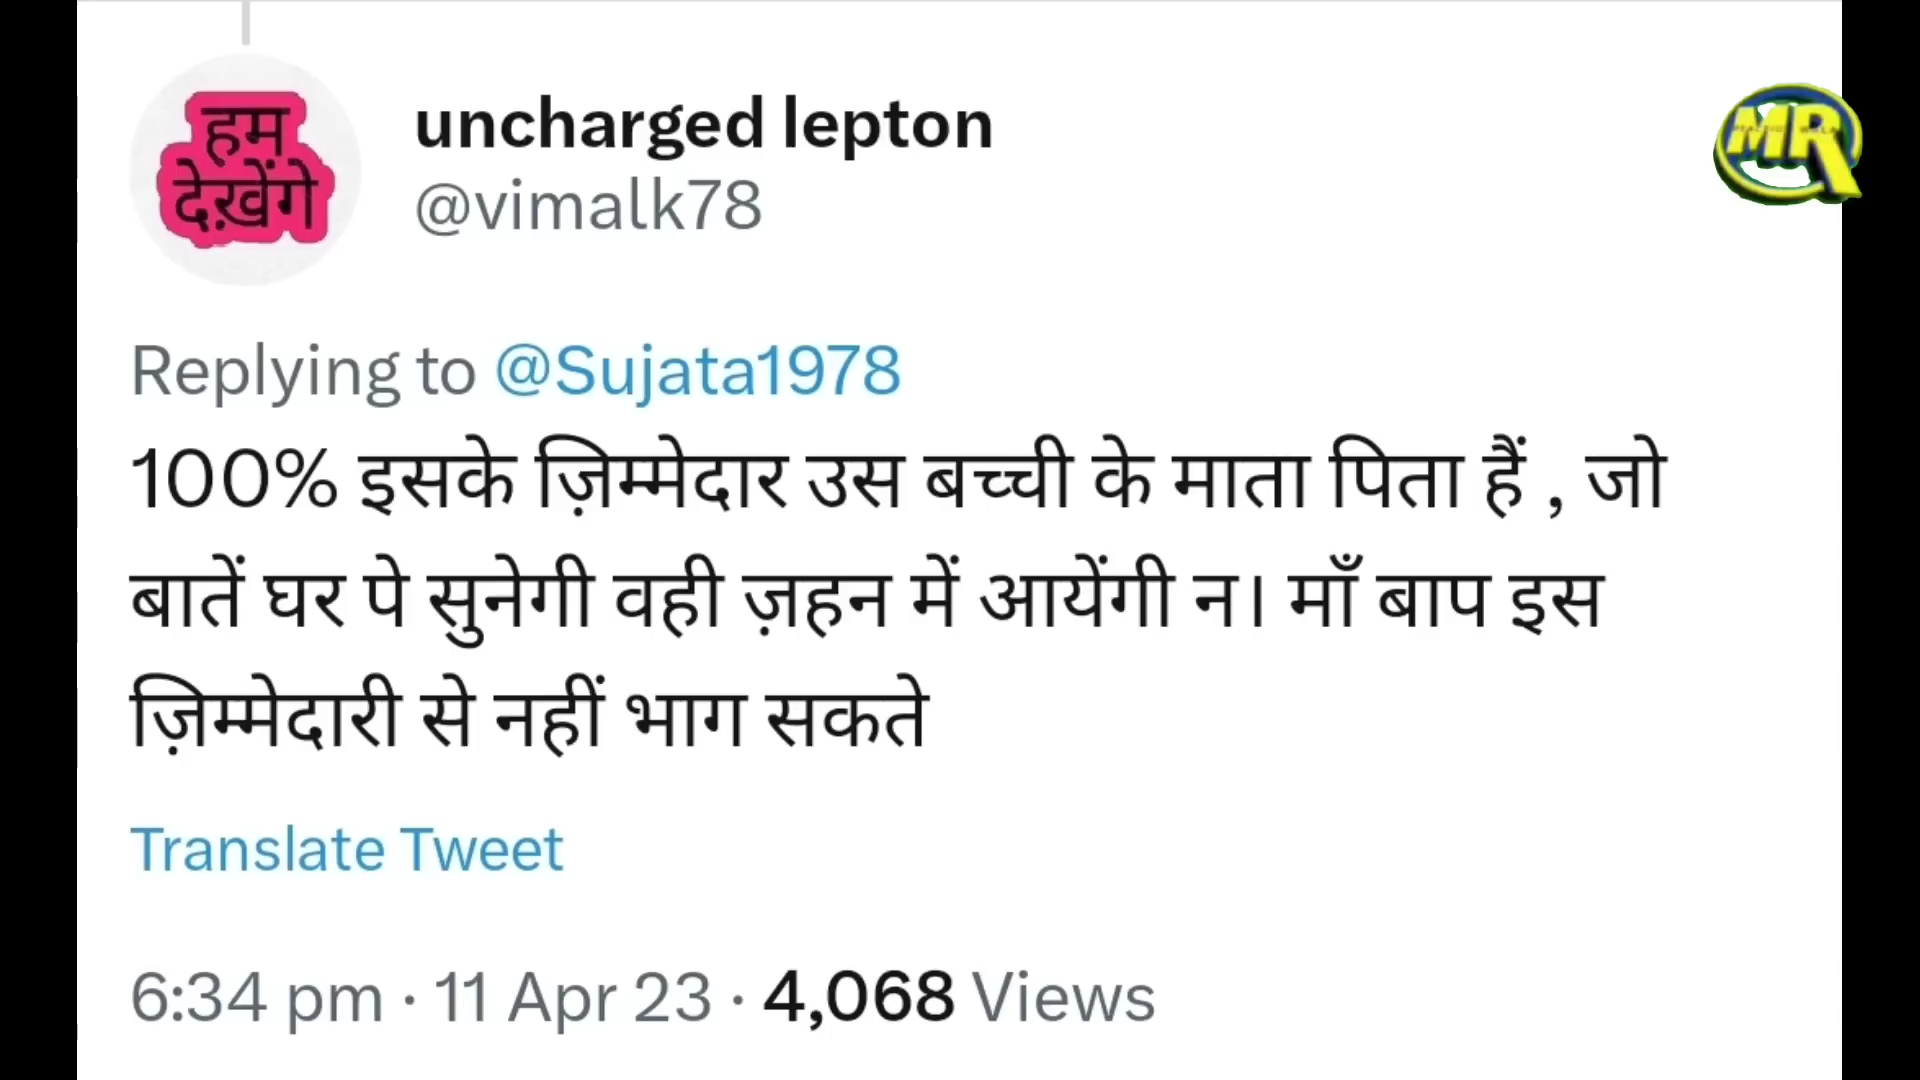 हम
देखेंगे
uncharged lepton
@vimalk78
MR
Replying to @Sujata1978
100% इसके ज़िम्मेदार उस बच्ची के माता पिता हैं , जो
बातें घर पे सुनेगी वही ज़हन में आयेंगी न। माँ बाप इस
ज़िम्मेदारी से नहीं भाग सकते
Translate Tweet
6:34 pm · 11 Apr 23 · 4,068 Views